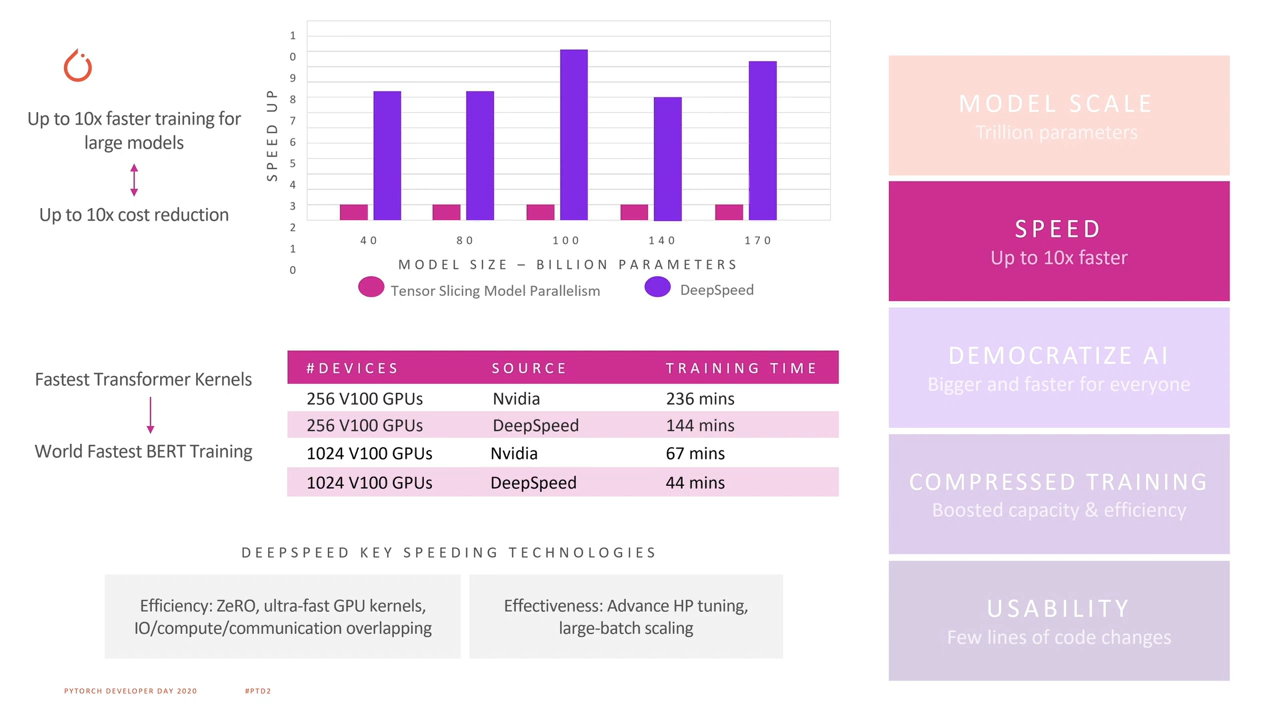 Up to 10x faster training for
large models
Up to 10x cost reduction
SPEED UP
1
0
9
8
7
6
5
4
3
2
1
0
40 80 100 140 170
MODEL SIZE – BILLION PARAMETERS
Tensor Slicing Model Parallelism DeepSpeed
Fastest Transformer Kernels
World Fastest BERT Training
#DEVICES SOURCE TRAINING TIME
256 V100 GPUs Nvidia 236 mins
256 V100 GPUs DeepSpeed 144 mins
1024 V100 GPUs Nvidia 67 mins
1024 V100 GPUs DeepSpeed 44 mins
DEEPSPEED KEY SPEEDING TECHNOLOGIES
Efficiency: ZeRO, ultra-fast GPU kernels,
IO/compute/communication overlapping
Effectiveness: Advance HP tuning,
large-batch scaling
MODEL SCALE
Trillion parameters
SPEED
Up to 10x faster
DEMOCRATIZE AI
Bigger and faster for everyone
COMPRESSED TRAINING
Boosted capacity & efficiency
USABILITY
Few lines of code changes
PYTORCH DEVELOPER DAY 2020 #PTD2